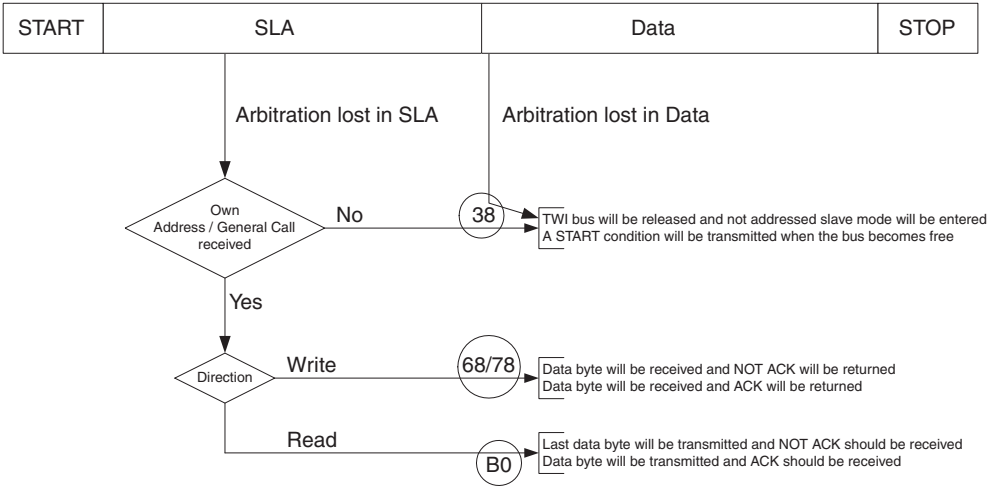 START SLA Data STOP
Arbitration lost in SLA Arbitration lost in Data
Own
Address / General Call
received
No
38
TWI bus will be released and not addressed slave mode will be entered
A START condition will be transmitted when the bus becomes free
Yes
Direction
Write
68/78
Data byte will be received and NOT ACK will be returned
Data byte will be received and ACK will be returned
Read
B0
Last data byte will be transmitted and NOT ACK should be received
Data byte will be transmitted and ACK should be received